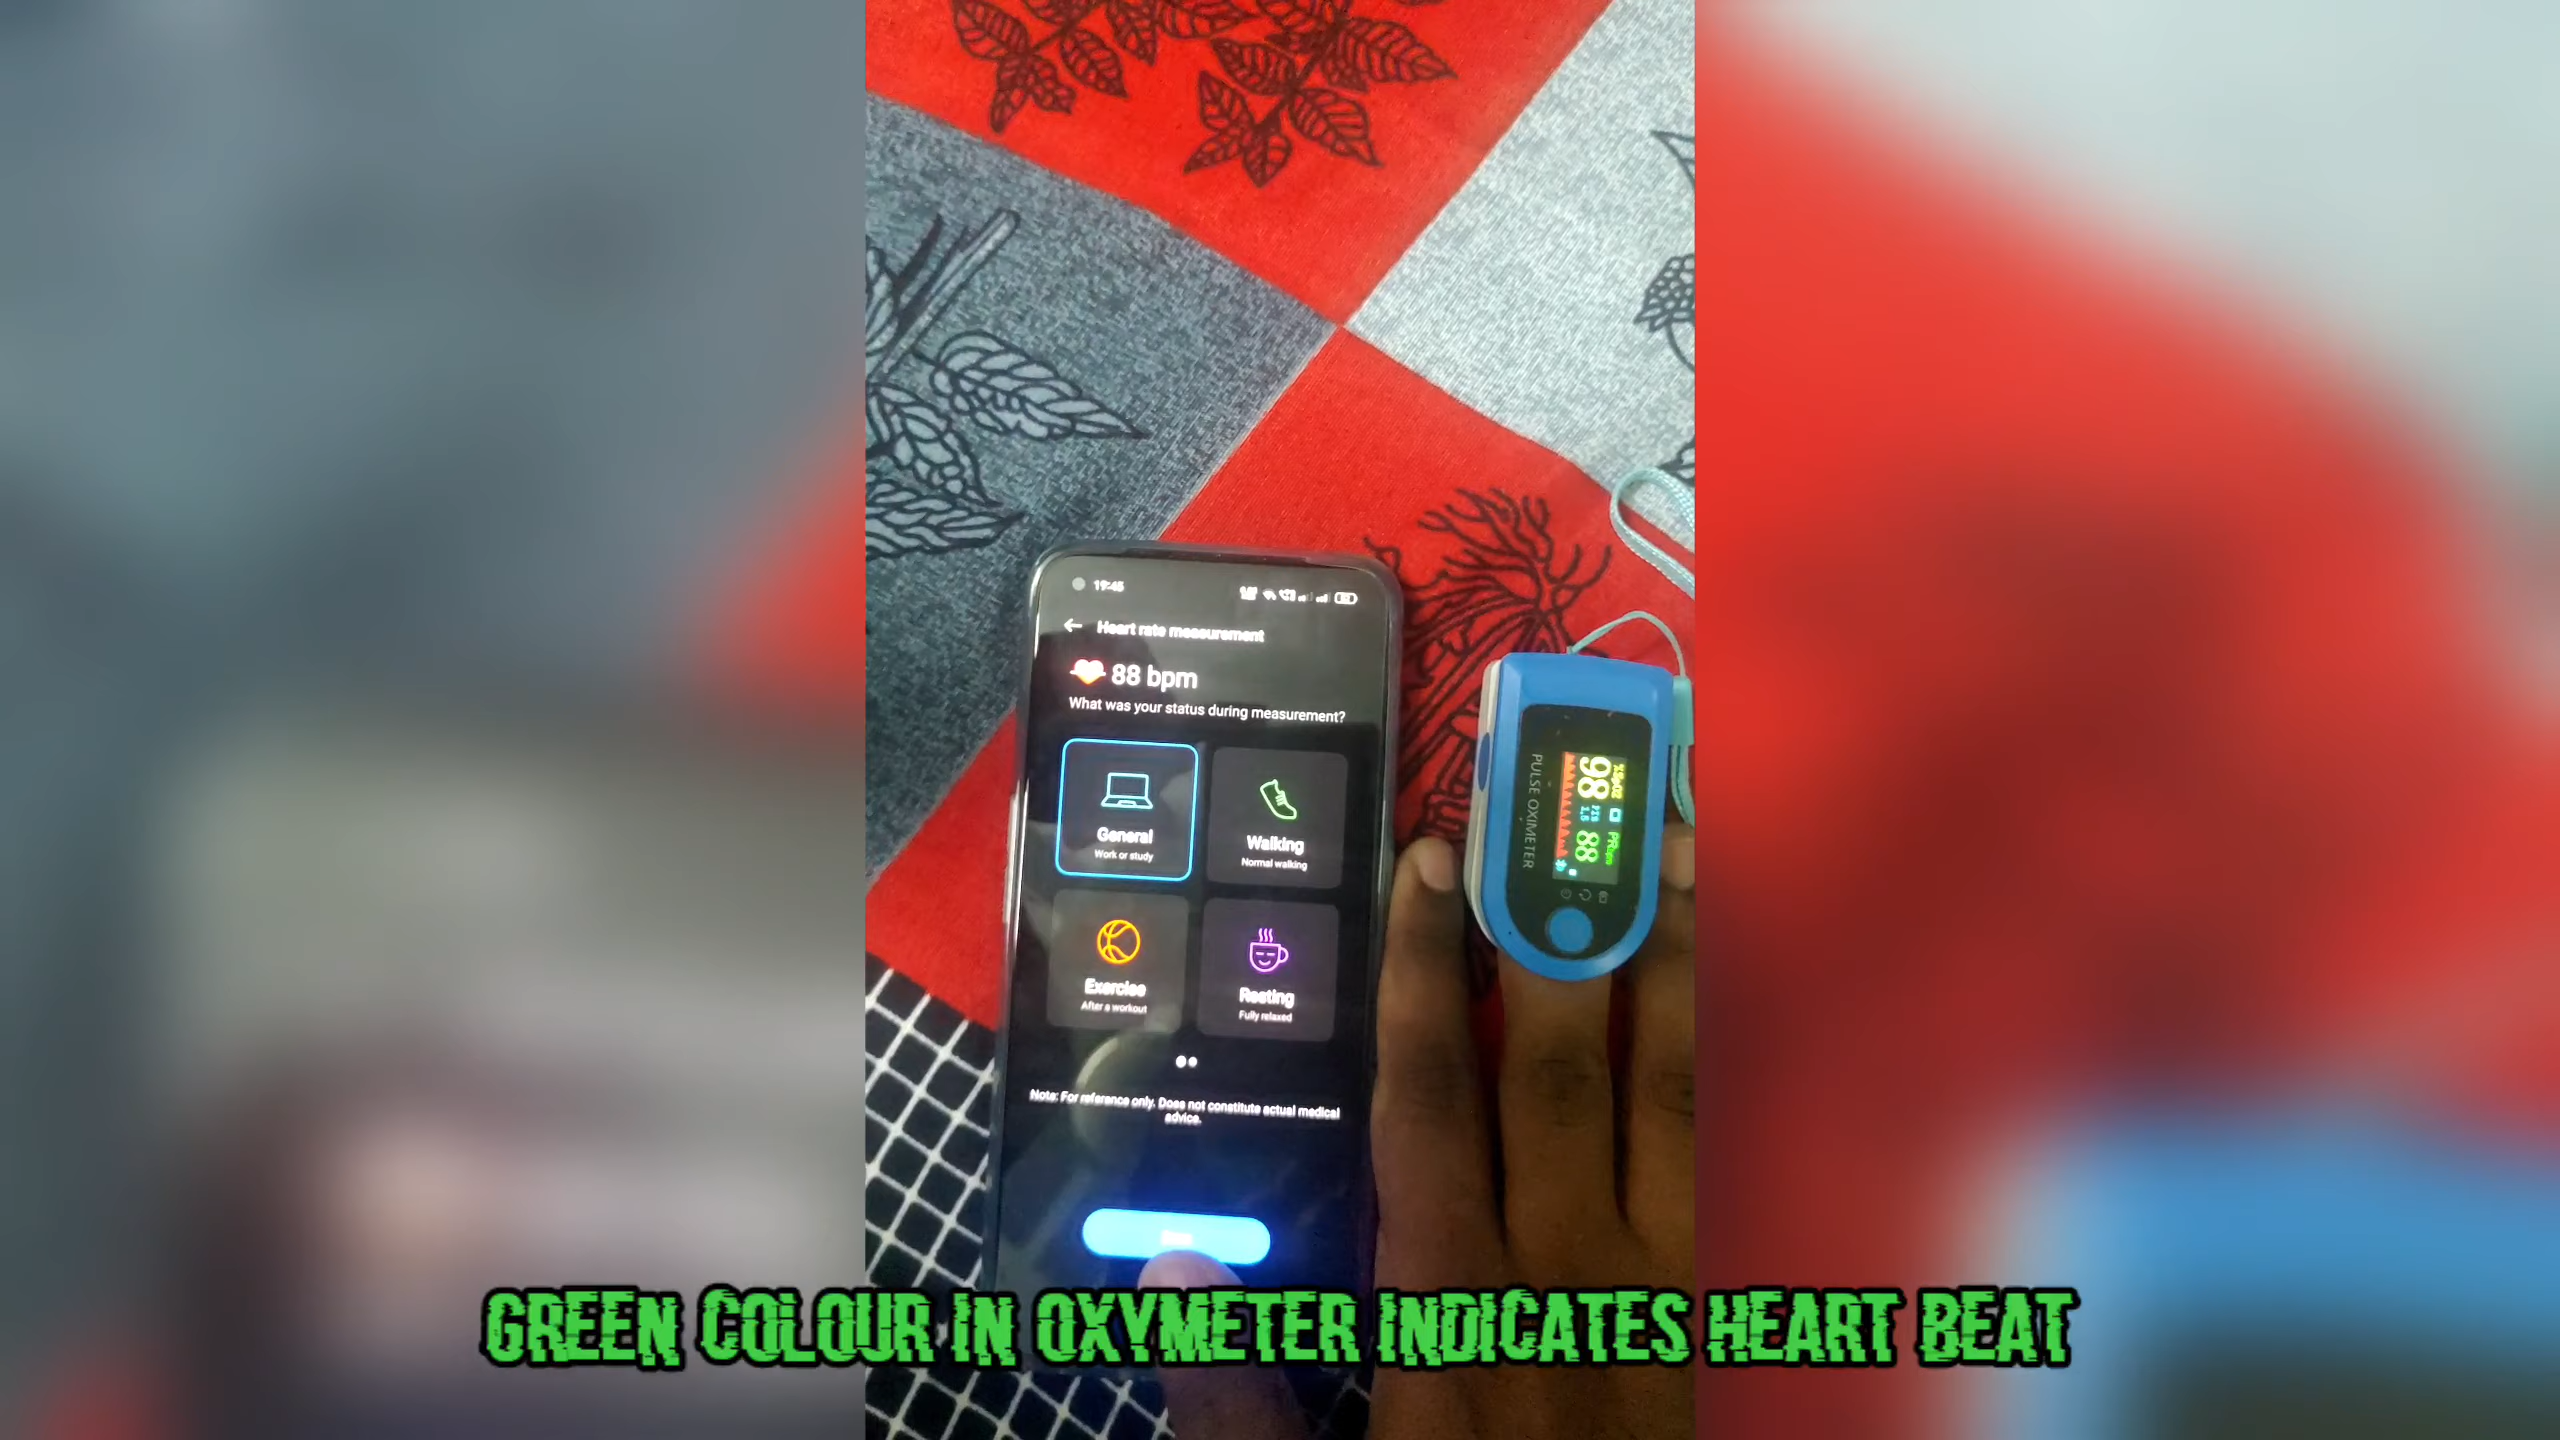 19:45
Heart rate measurement
88 bpm
What was your status during measurement?
General
Work or study
Walking
Normal walking
Exercise
After a workout
Resting
Fully relaxed
Note: For reference only. Does not constitute actual medical
advice.
%SpO2
98
PRbpm
88
PULSE OXIMETER
GREEN COLOUR IN OXYMETER INDICATES HEART BEAT